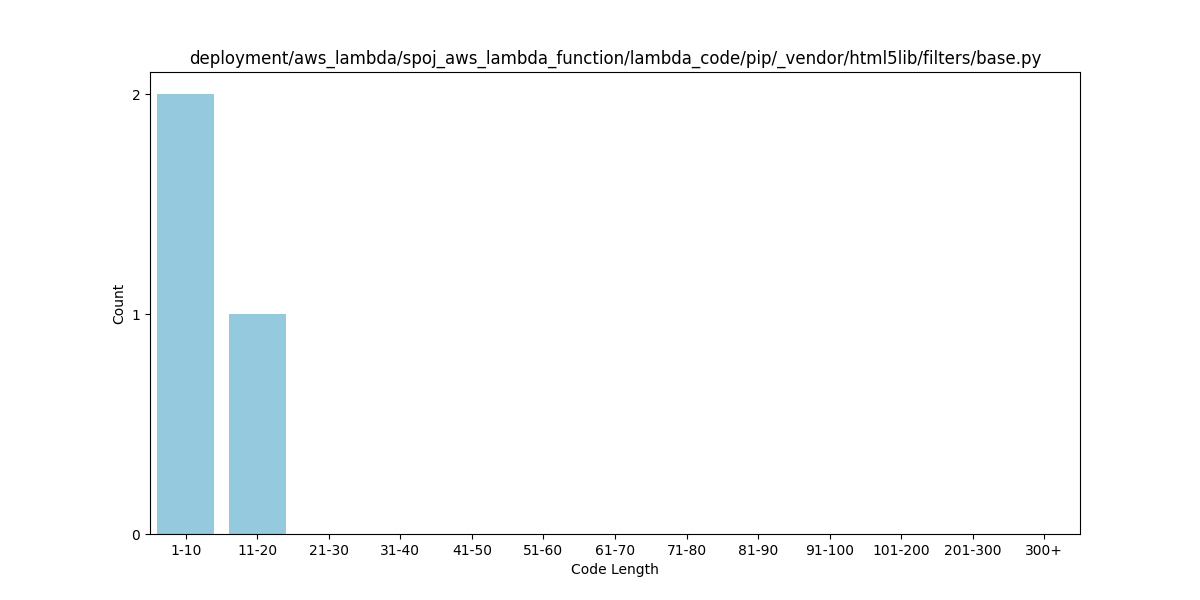 deployment/aws_lambda/spoj_aws_lambda_function/lambda_code/pip/_vendor/html5lib/filters/base.py
2
1
0
Count
1-10 11-20 21-30 31-40 41-50 51-60 61-70 71-80 81-90 91-100 101-200 201-300 300+
Code Length